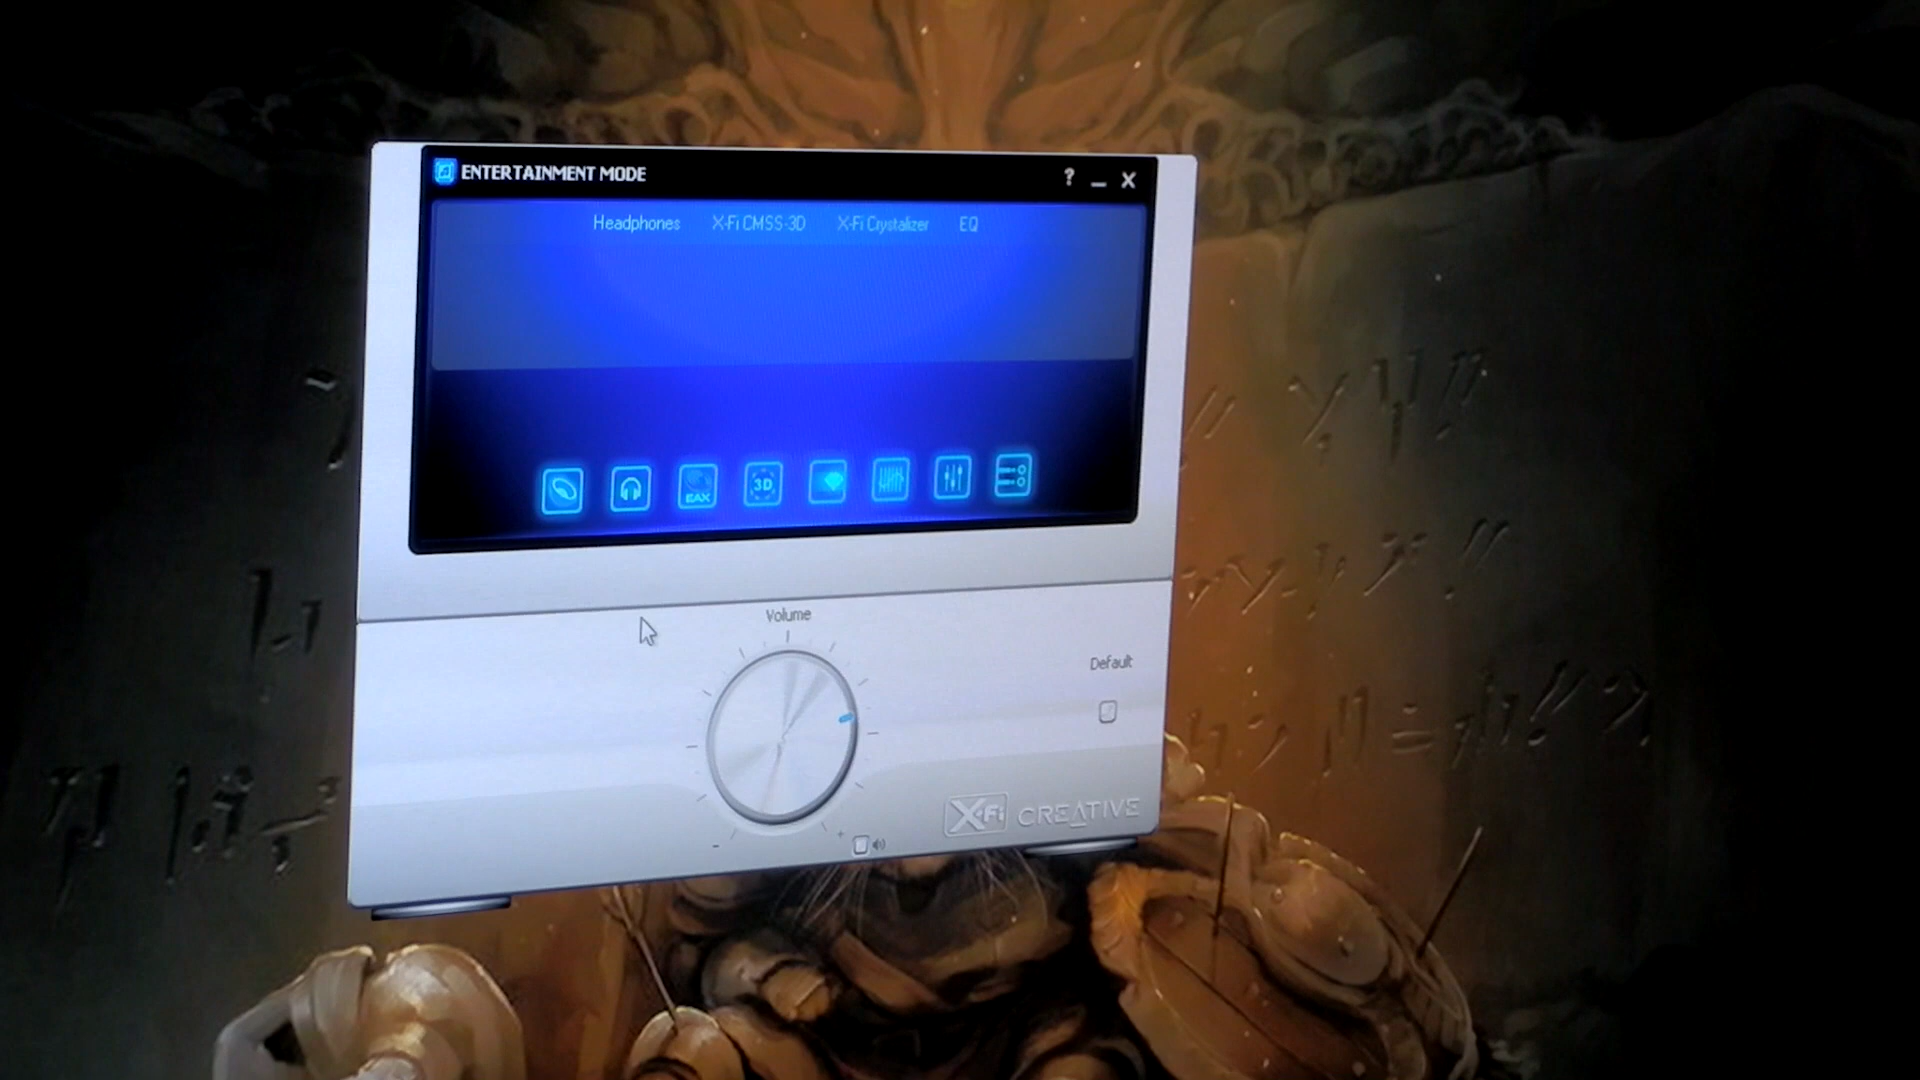 ENTERTAINMENT MODE ? _ X
Headphones X-Fi CMSS-3D X-Fi Crystalizer EQ
EAX 3D
Volume
Default
X-Fi CREATIVE
- +